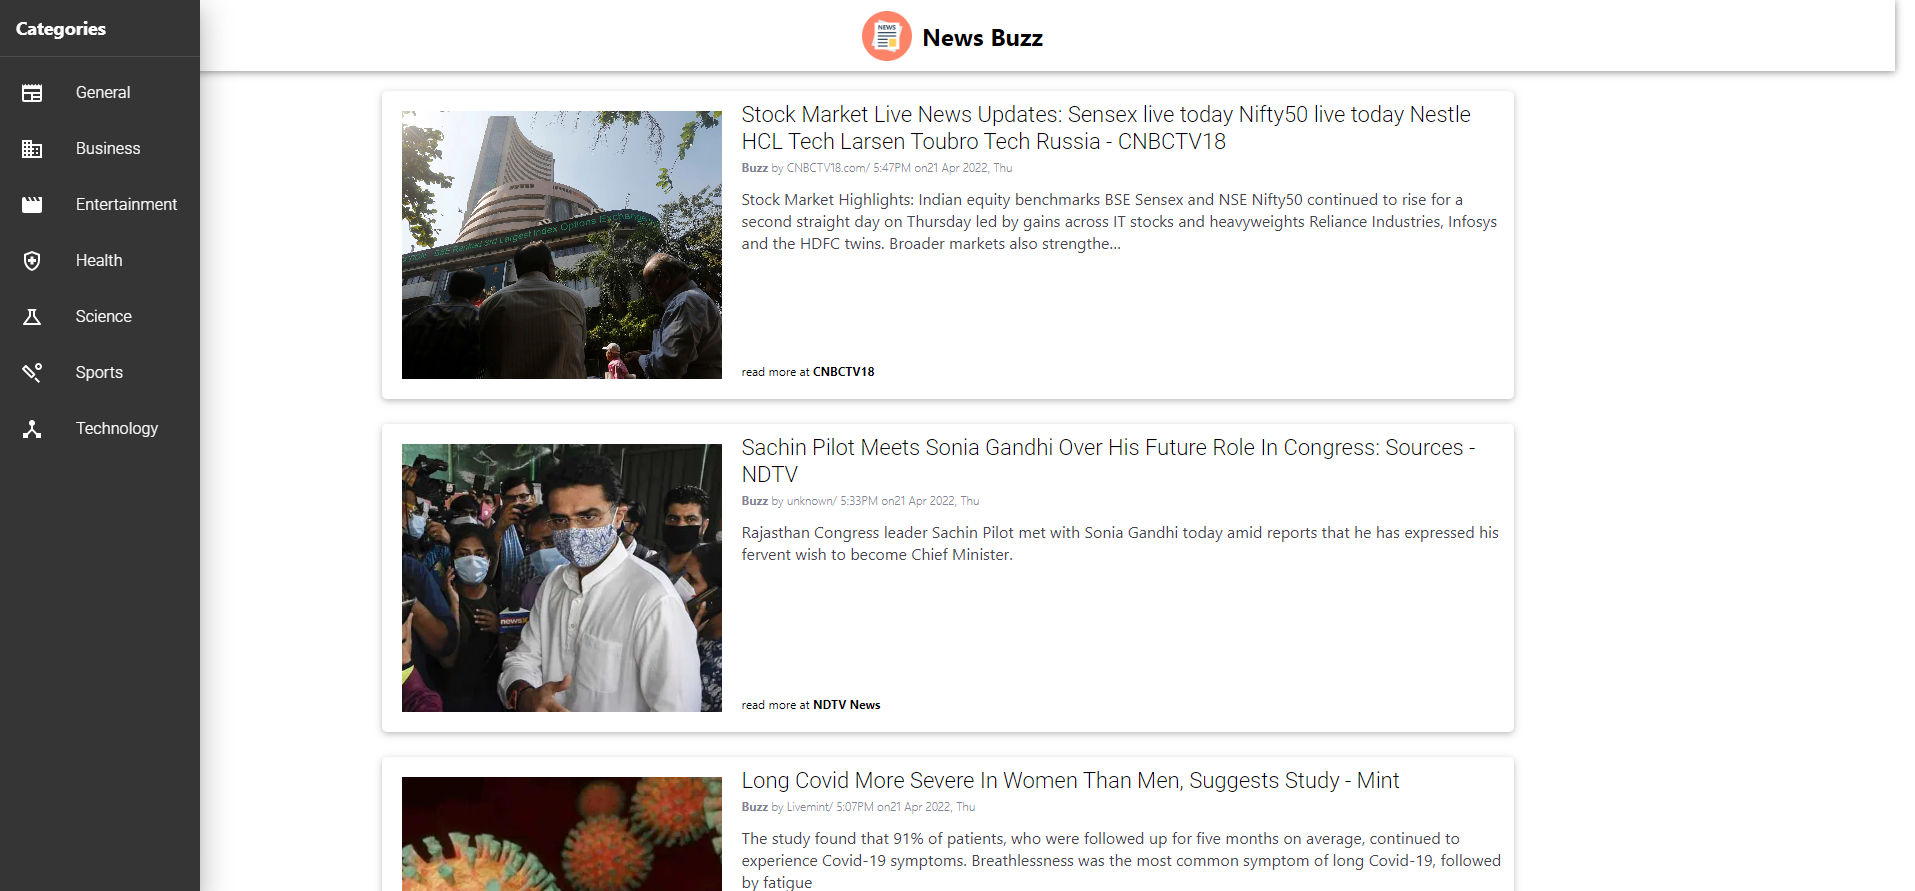 Categories
General
Business
Entertainment
Health
Science
Sports
Technology
NEWS
News Buzz
Stock Market Live News Updates: Sensex live today Nifty50 live today Nestle
HCL Tech Larsen Toubro Tech Russia - CNBCTV18
Buzz by CNBCTV18.com/ 5:47PM on21 Apr 2022, Thu
Stock Market Highlights: Indian equity benchmarks BSE Sensex and NSE Nifty50 continued to rise for a
second straight day on Thursday led by gains across IT stocks and heavyweights Reliance Industries, Infosys
and the HDFC twins. Broader markets also strengthe...
read more at CNBCTV18
Largest Index Options Exchange
Sachin Pilot Meets Sonia Gandhi Over His Future Role In Congress: Sources -
NDTV
Buzz by unknown/ 5:33PM on21 Apr 2022, Thu
Rajasthan Congress leader Sachin Pilot met with Sonia Gandhi today amid reports that he has expressed his
fervent wish to become Chief Minister.
read more at NDTV News
newsX
Long Covid More Severe In Women Than Men, Suggests Study - Mint
Buzz by Livemint/ 5:07PM on21 Apr 2022, Thu
The study found that 91% of patients, who were followed up for five months on average, continued to
experience Covid-19 symptoms. Breathlessness was the most common symptom of long Covid-19, followed
by fatigue